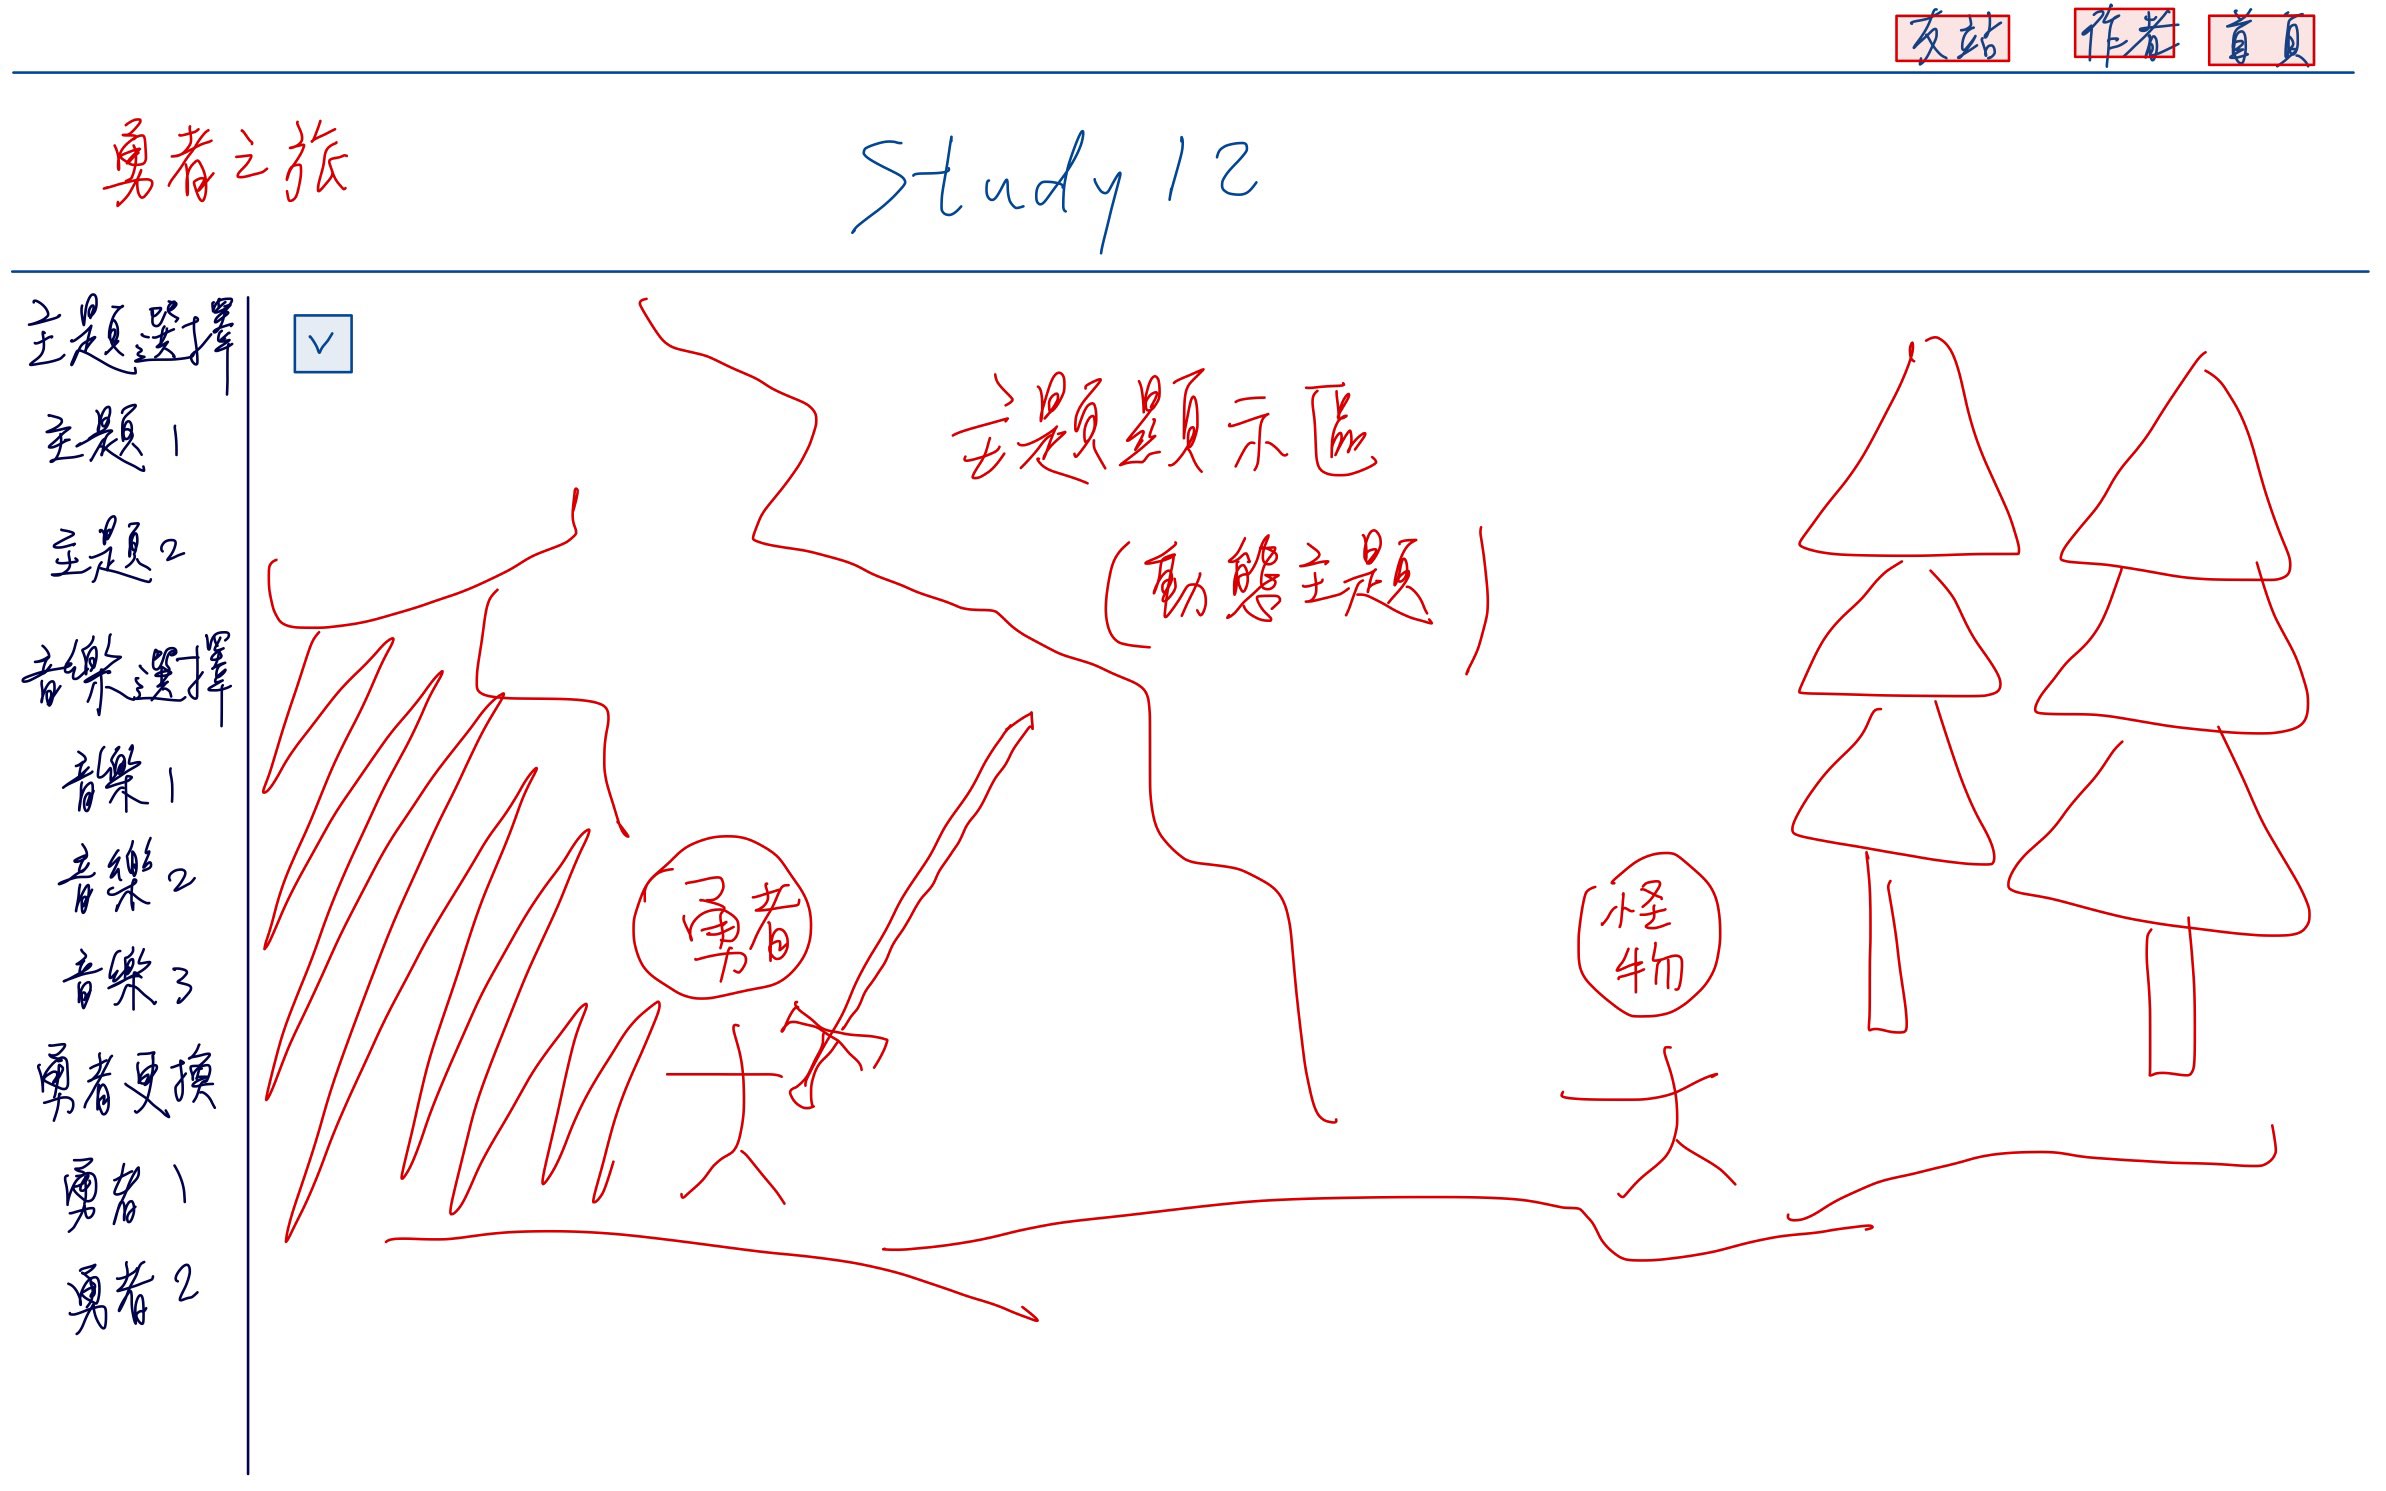 友站 作者 首頁
勇者之旅 Study 12
主題選擇
主題1
主題2
音樂選擇
音樂1
音樂2
音樂3
勇者更換
勇者1
勇者2
主題顯示區
(動態主題)
勇者
怪
物